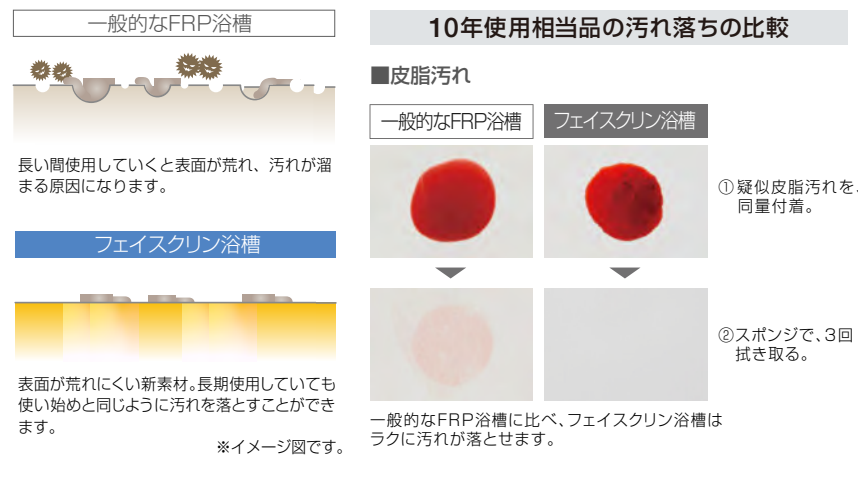 一般的なFRP浴槽
長い間使用していくと表面が荒れ、汚れが溜
まる原因になります。
フェイスクリン浴槽
表面が荒れにくい新素材。長期使用していても
使い始めと同じように汚れを落とすことができ
ます。
※イメージ図です。
10年使用相当品の汚れ落ちの比較
■皮脂汚れ
一般的なFRP浴槽
フェイスクリン浴槽
①疑似皮脂汚れを、
同量付着。
②スポンジで、3回
拭き取る。
一般的なFRP浴槽に比べ、フェイスクリン浴槽は
ラクに汚れが落とせます。